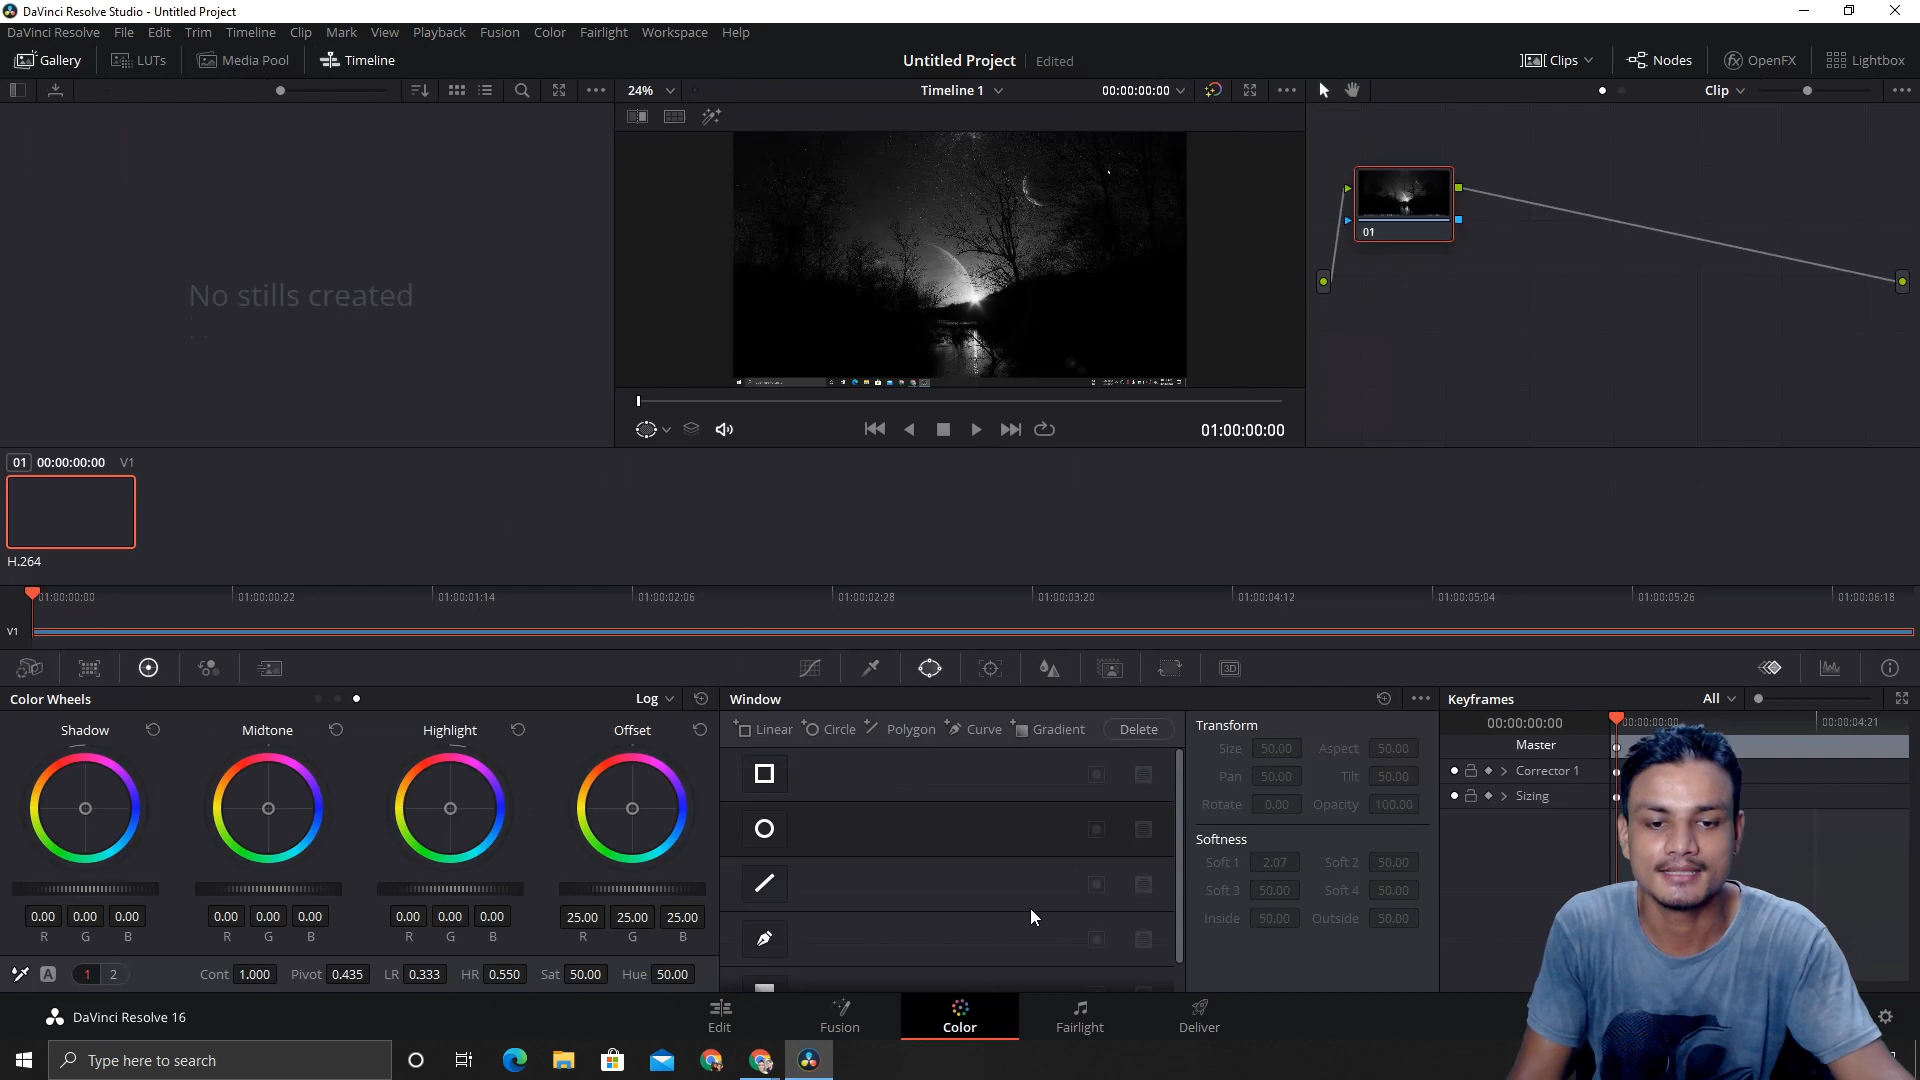 DaVinci Resolve Studio - Untitled Project
DaVinci Resolve File Edit Trim Timeline Clip Mark View Playback Fusion Color Fairlight Workspace Help
Gallery LUTs Media Pool Timeline Untitled Project Edited Clips Nodes OpenFX Lightbox
24% Timeline 1 00:00:00:00 Clip
01
No stills created
01:00:00:00
01 00:00:00:00 V1
H.264
01:00:00:00 01:00:00:22 01:00:01:14 01:00:02:06 01:00:02:28 01:00:03:20 01:00:04:12 01:00:05:04 01:00:05:26 01:00:06:18
V1
3D
Color Wheels Log Window Keyframes All
Shadow Midtone Highlight Offset
Linear Circle Polygon Curve Gradient Delete
Transform
Size 50.00 Aspect 50.00
Pan 50.00 Tilt 50.00
Rotate 0.00 Opacity 100.00
Softness
Soft 1 2.07 Soft 2 50.00
Soft 3 50.00 Soft 4 50.00
Inside 50.00 Outside 50.00
00:00:00:00 00:00:00:00 00:00:04:21
Master
Corrector 1
Sizing
0.00 0.00 0.00 0.00 0.00 0.00 0.00 0.00 0.00 25.00 25.00 25.00
R G B R G B R G B R G B
A 1 2 Cont 1.000 Pivot 0.435 LR 0.333 HR 0.550 Sat 50.00 Hue 50.00
DaVinci Resolve 16 Edit Fusion Color Fairlight Deliver
Type here to search